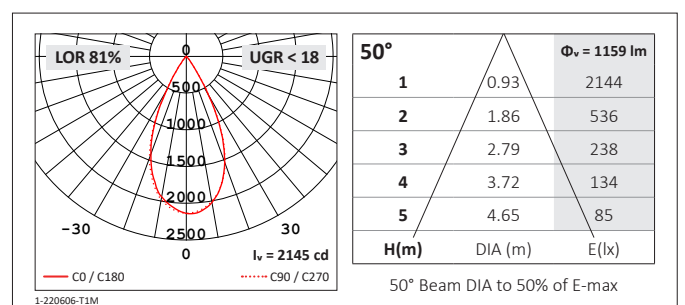 LOR 81%
0
UGR < 18
500
1000
1500
2000
2500
-30
30
0
Iᵥ = 2145 cd
C0 / C180
C90 / C270
1-220606-T1M
50°
Φᵥ = 1159 lm
1 0.93 2144
2 1.86 536
3 2.79 238
4 3.72 134
5 4.65 85
H(m) DIA (m) E(lx)
50° Beam DIA to 50% of E-max